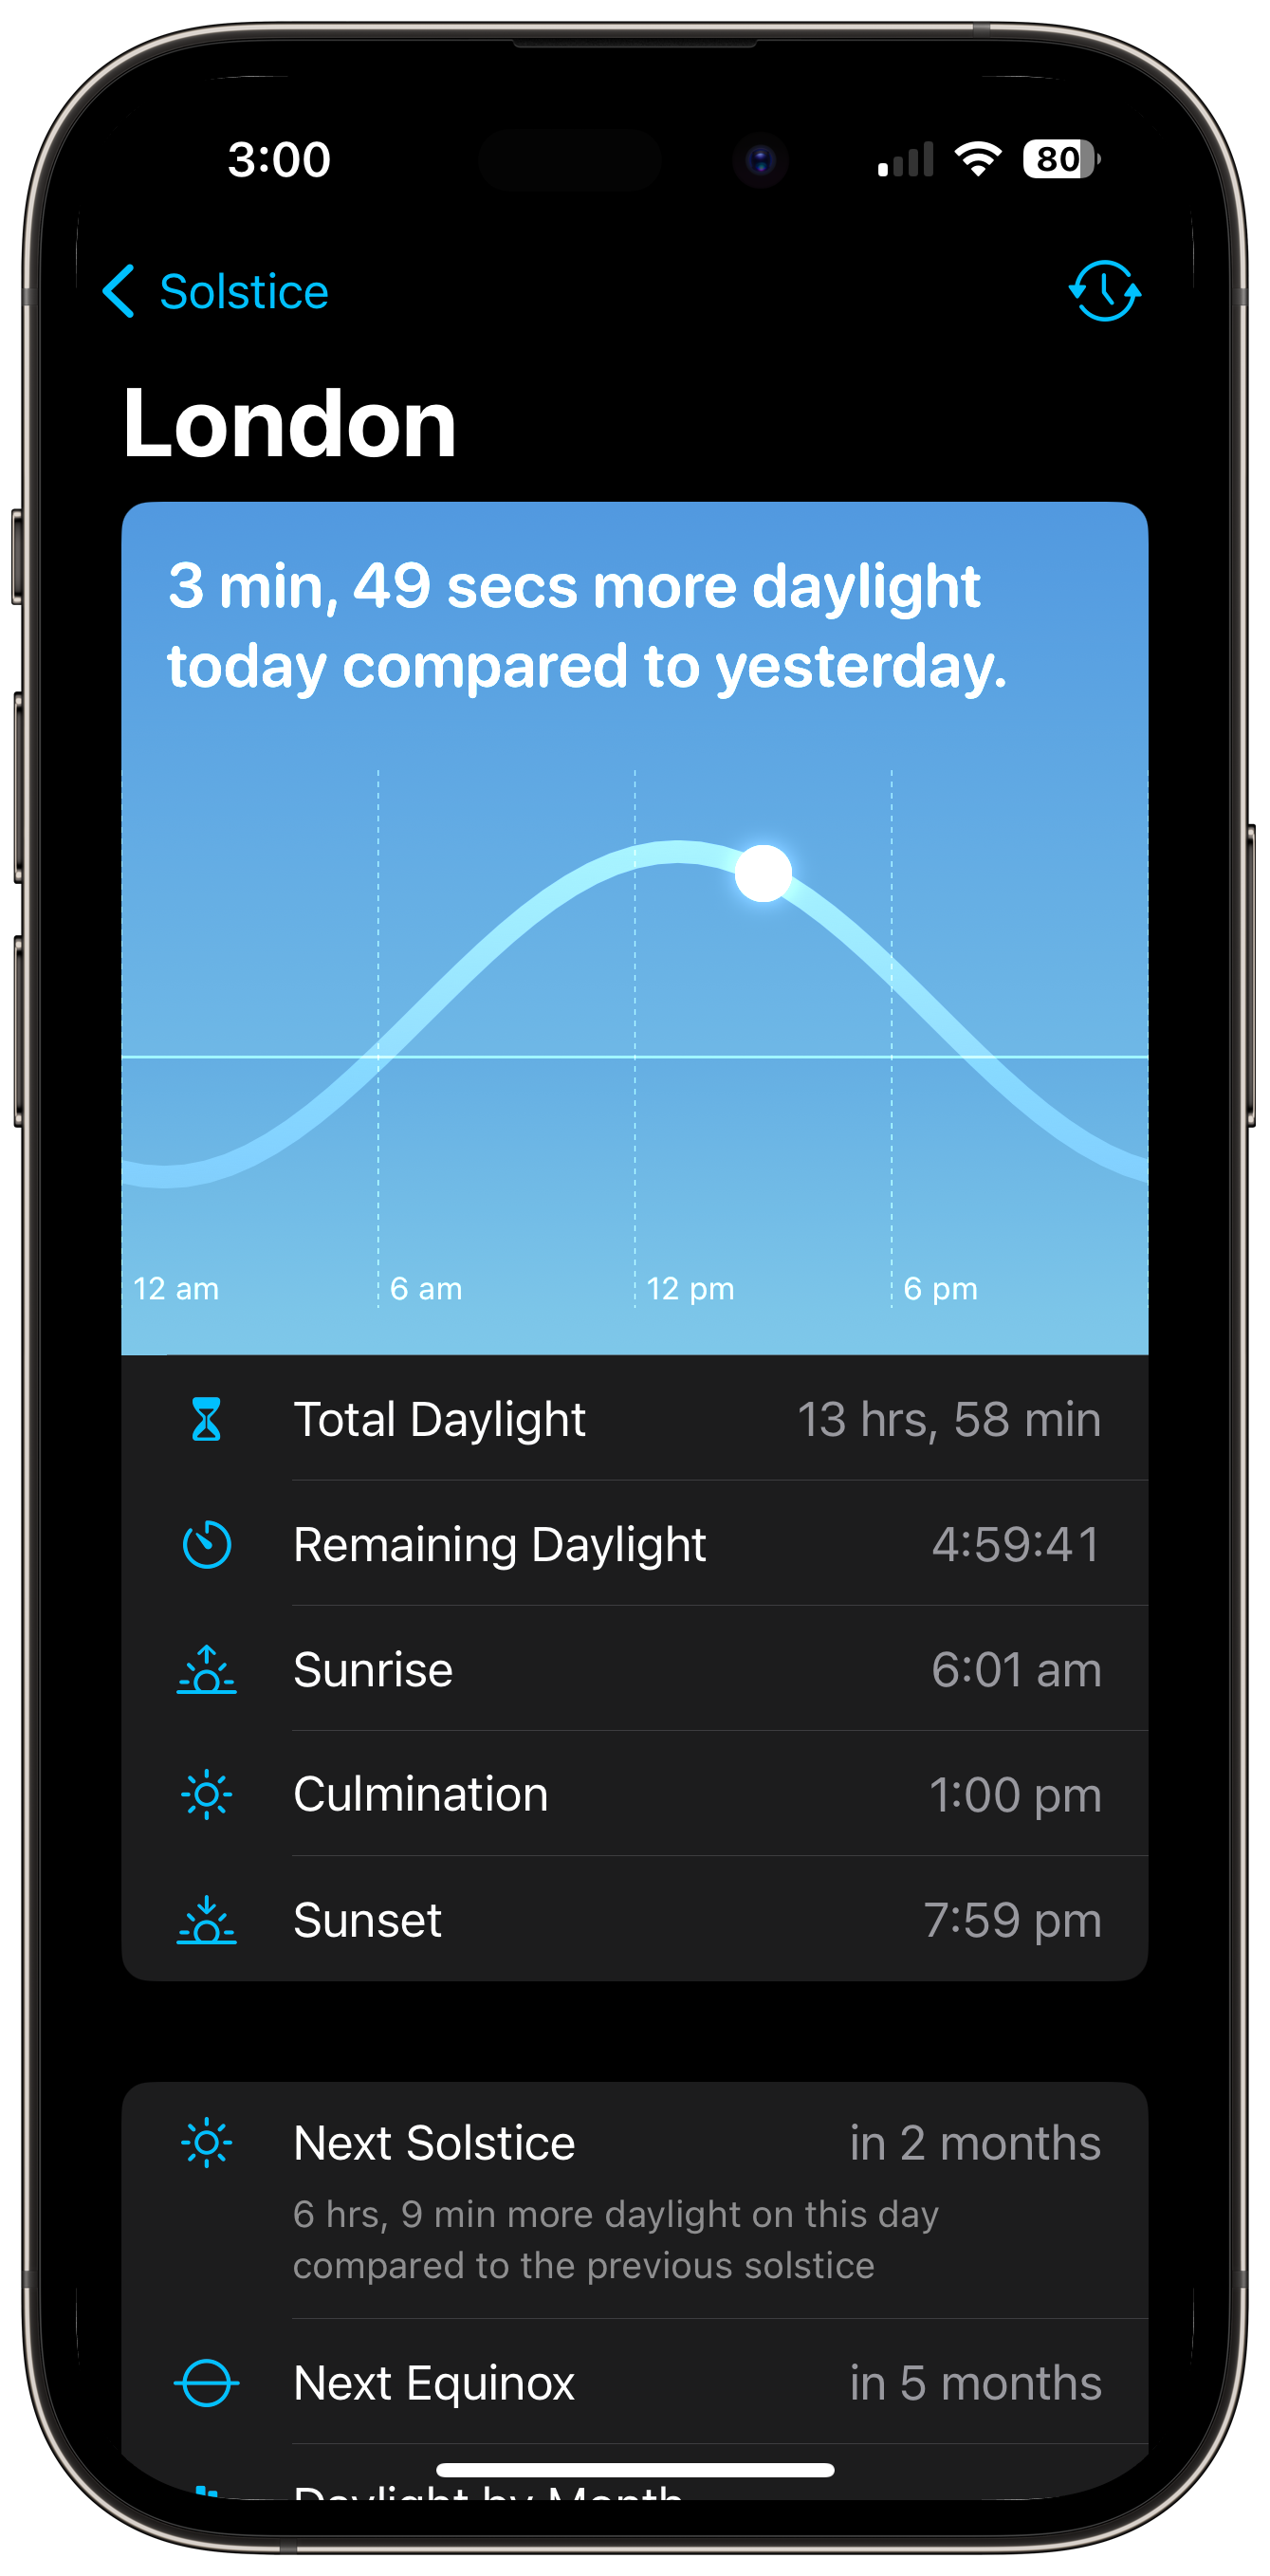 3:00
80
Solstice
London
3 min, 49 secs more daylight
today compared to yesterday.
12 am 6 am 12 pm 6 pm
Total Daylight 13 hrs, 58 min
Remaining Daylight 4:59:41
Sunrise 6:01 am
Culmination 1:00 pm
Sunset 7:59 pm
Next Solstice in 2 months
6 hrs, 9 min more daylight on this day
compared to the previous solstice
Next Equinox in 5 months
Daylight by Month